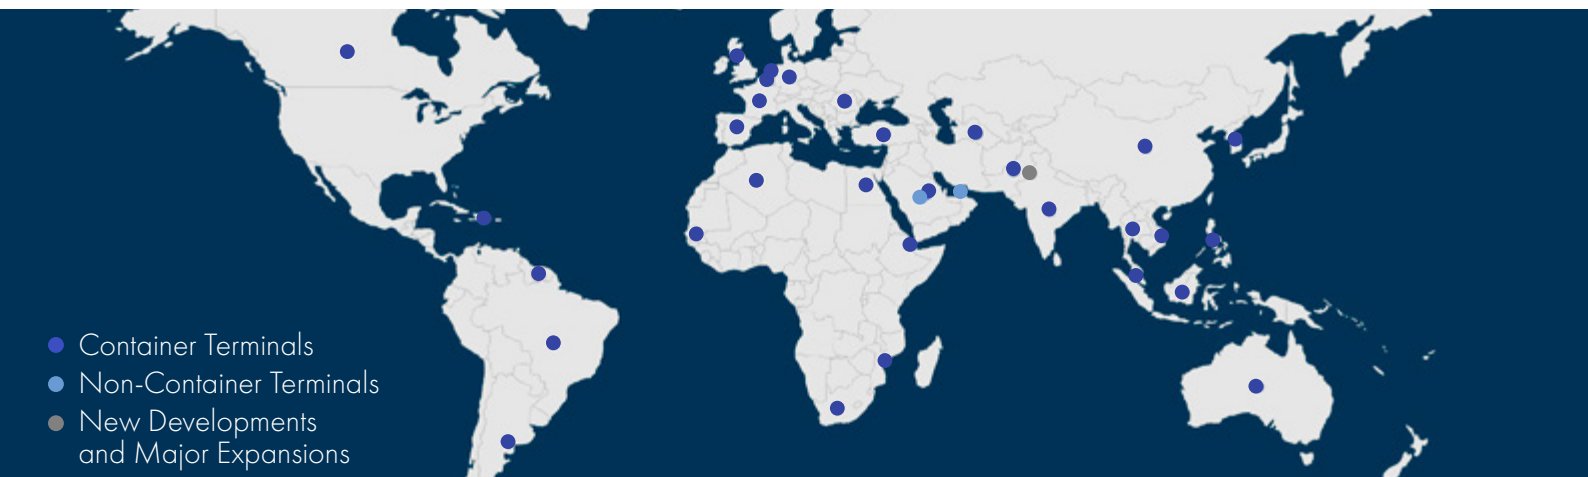 Container Terminals
Non-Container Terminals
New Developments
and Major Expansions